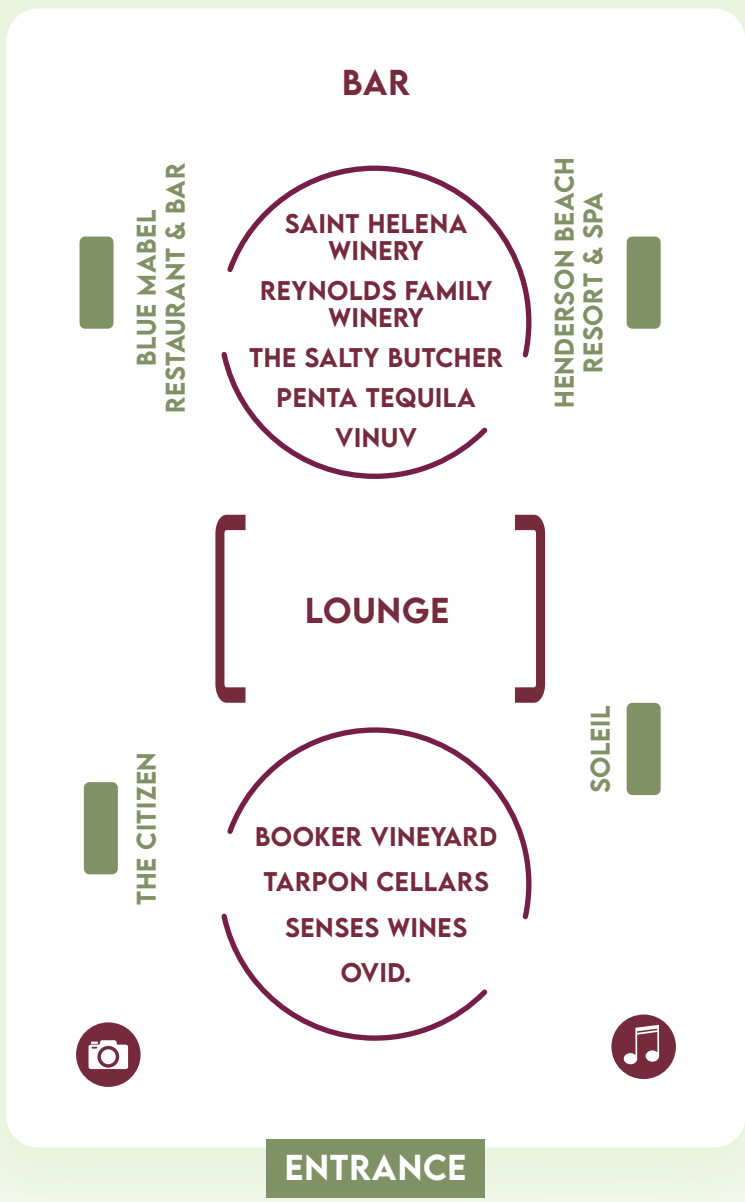 BAR
BLUE MABEL
RESTAURANT & BAR
SAINT HELENA
WINERY
REYNOLDS FAMILY
WINERY
THE SALTY BUTCHER
PENTA TEQUILA
VINUV
HENDERSON BEACH
RESORT & SPA
LOUNGE
SOLEIL
THE CITIZEN
BOOKER VINEYARD
TARPON CELLARS
SENSES WINES
OVID.
ENTRANCE